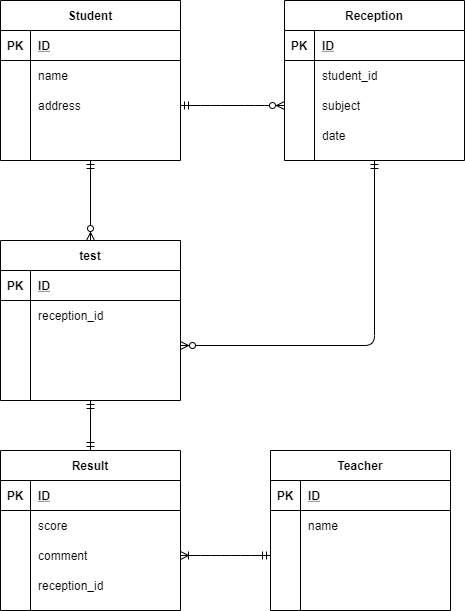 Student
PK ID
name
address
Reception
PK ID
student_id
subject
date
test
PK ID
reception_id
Result
PK ID
score
comment
reception_id
Teacher
PK ID
name